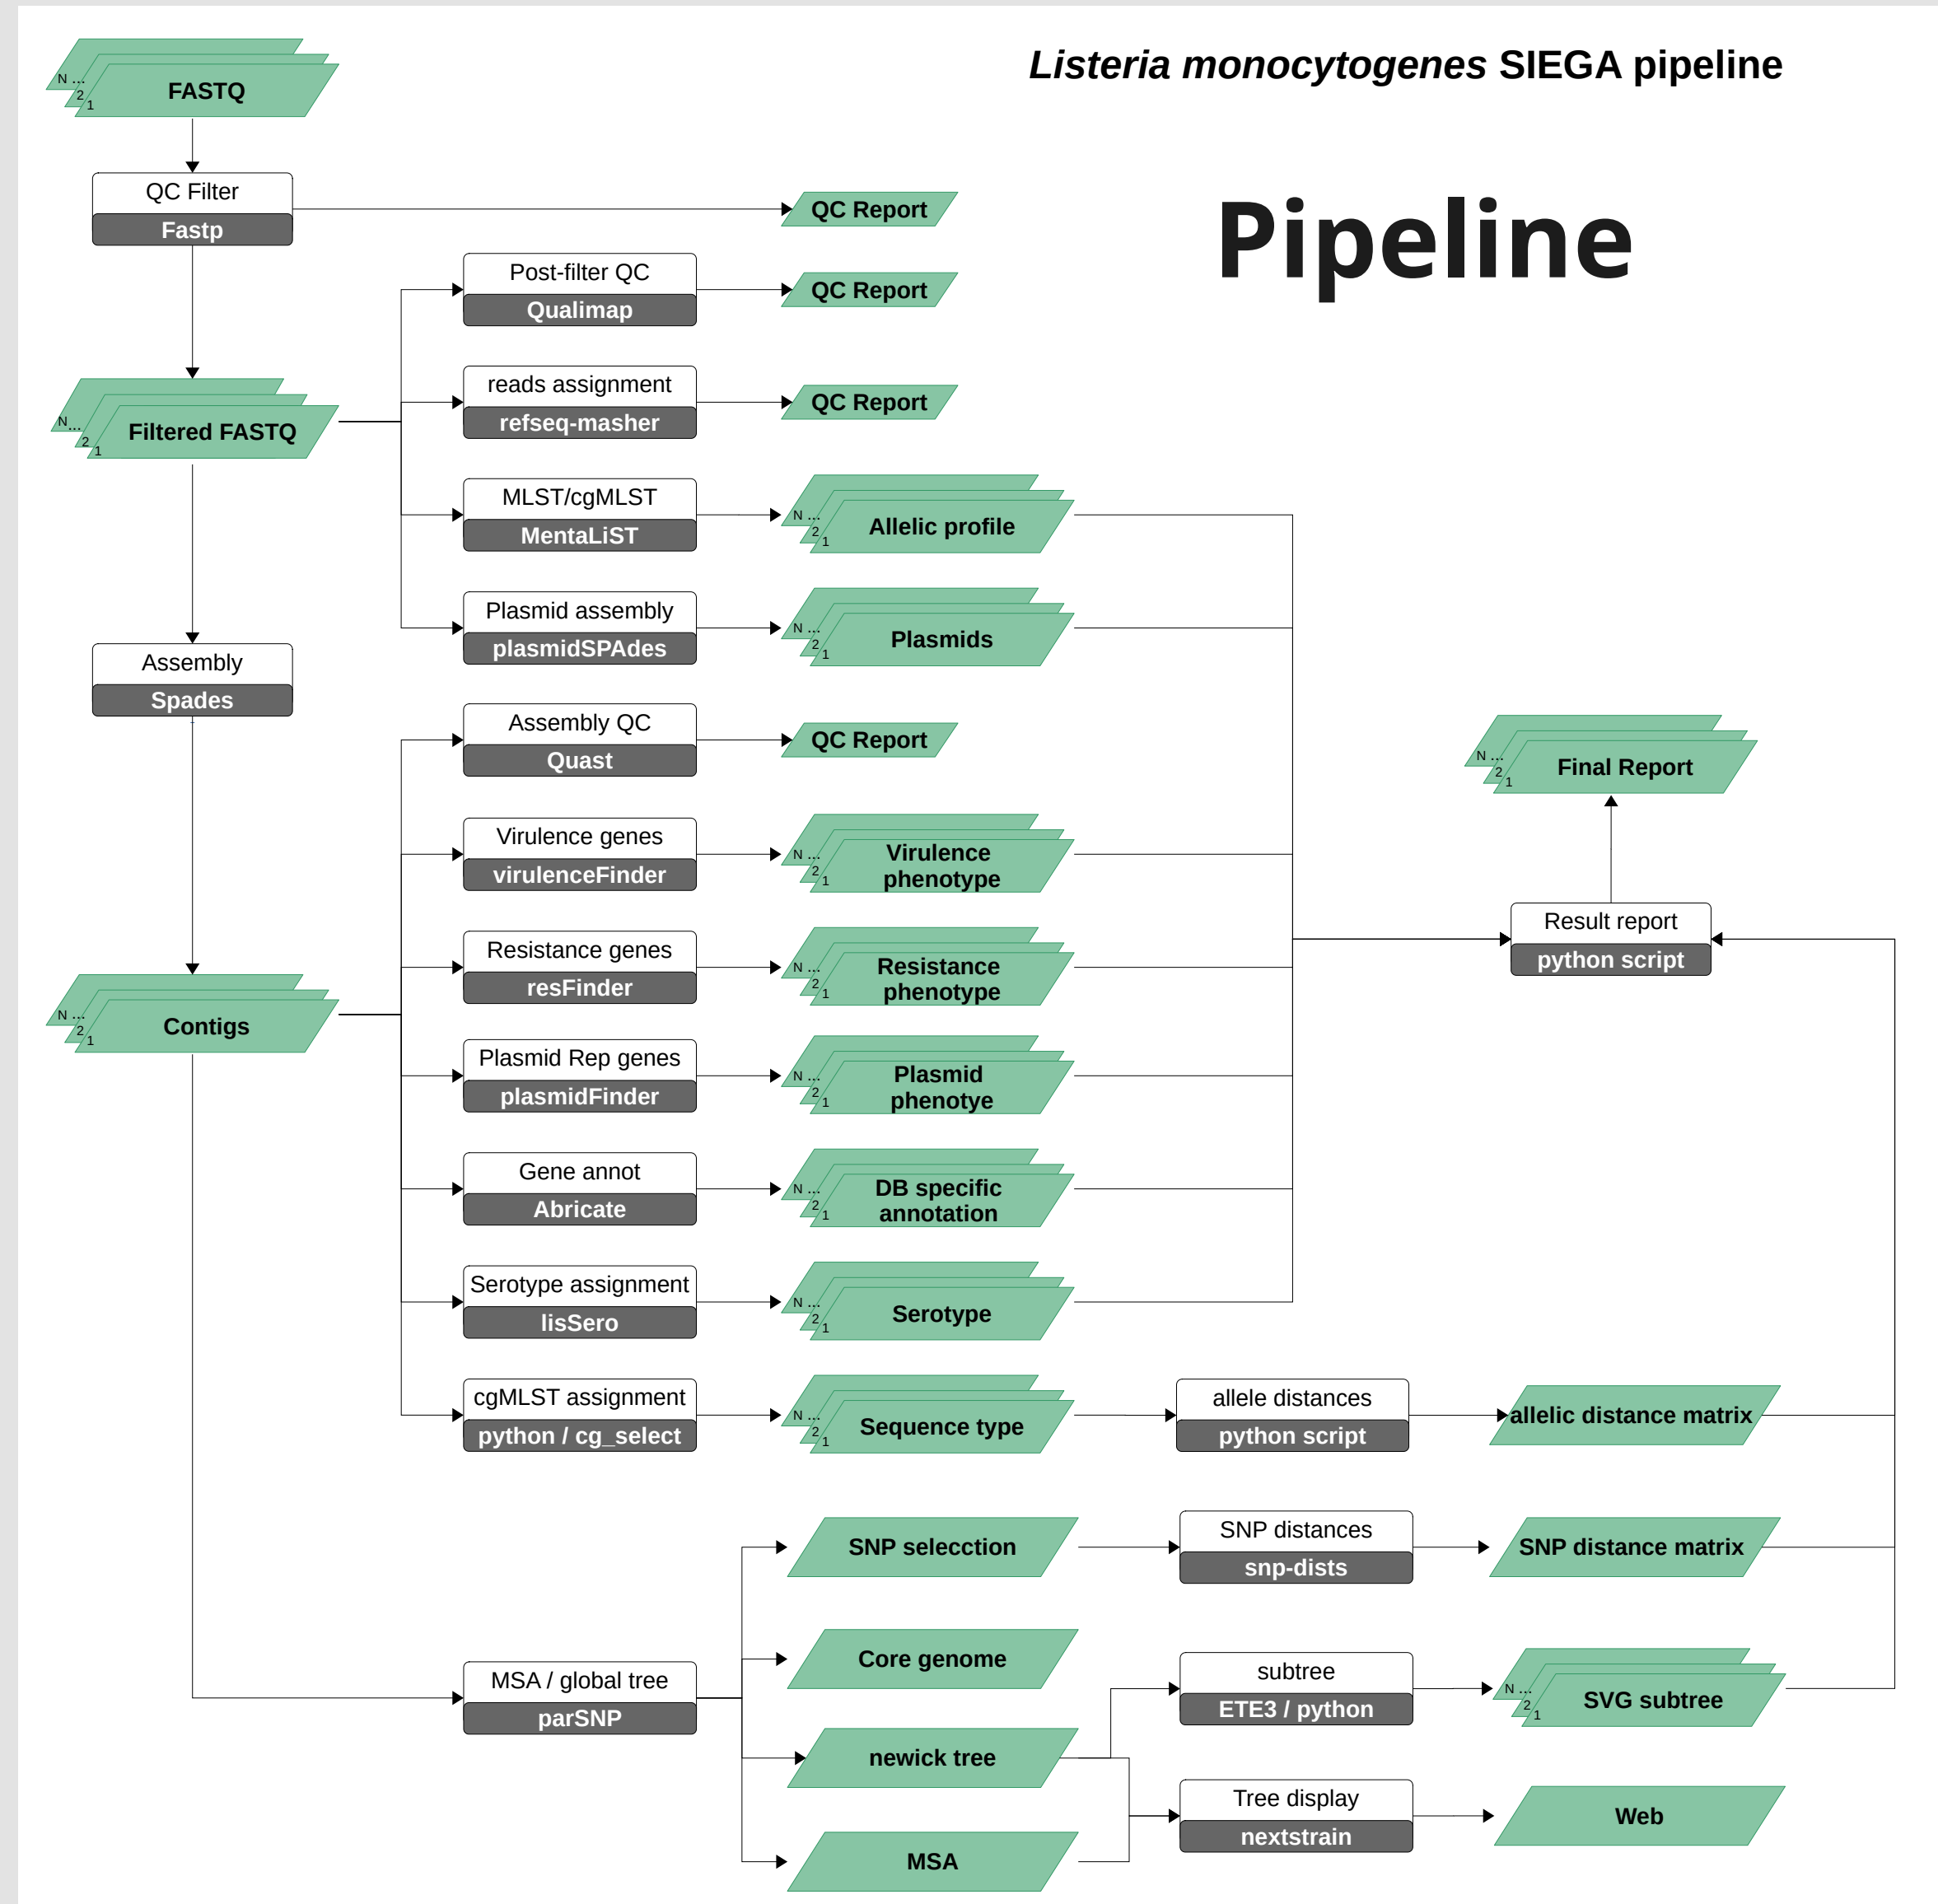 Listeria monocytogenes SIEGA pipeline
Pipeline
N ...
2
1
FASTQ
QC Filter
Fastp
QC Report
Post-filter QC
Qualimap
QC Report
N...
2
1
Filtered FASTQ
reads assignment
refseq-masher
QC Report
MLST/cgMLST
MentaLiST
N ...
2
1
Allelic profile
Plasmid assembly
plasmidSPAdes
N ...
2
1
Plasmids
Assembly
Spades
Assembly QC
Quast
QC Report
N ...
2
1
Final Report
Virulence genes
virulenceFinder
N ...
2
1
Virulence
phenotype
Result report
python script
Resistance genes
resFinder
N ...
2
1
Resistance
phenotype
N ...
2
1
Contigs
Plasmid Rep genes
plasmidFinder
N ...
2
1
Plasmid
phenotye
Gene annot
Abricate
N ...
2
1
DB specific
annotation
Serotype assignment
lisSero
N ...
2
1
Serotype
cgMLST assignment
python / cg_select
N ...
2
1
Sequence type
allele distances
python script
allelic distance matrix
SNP selecction
SNP distances
snp-dists
SNP distance matrix
MSA / global tree
parSNP
Core genome
subtree
ETE3 / python
N ...
2
1
SVG subtree
newick tree
Tree display
nextstrain
Web
MSA